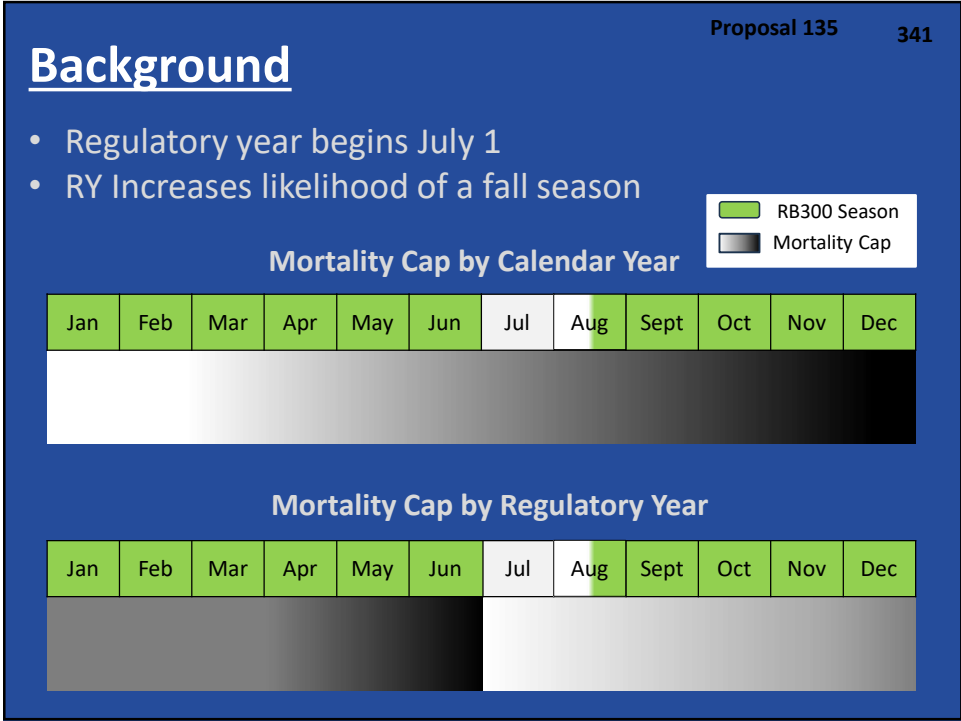 Proposal 135 341
Background
• Regulatory year begins July 1
• RY Increases likelihood of a fall season
RB300 Season
Mortality Cap
Mortality Cap by Calendar Year
Jan Feb Mar Apr May Jun Jul Aug Sept Oct Nov Dec
Mortality Cap by Regulatory Year
Jan Feb Mar Apr May Jun Jul Aug Sept Oct Nov Dec